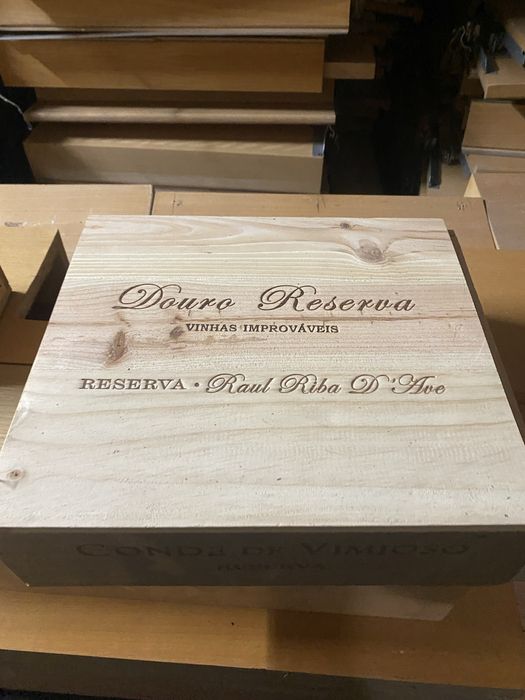 Douro Reserva
VINHAS IMPROVÁVEIS
RESERVA • Raul Riba D'Ave
CONDE DE VIMIOSO
RESERVA